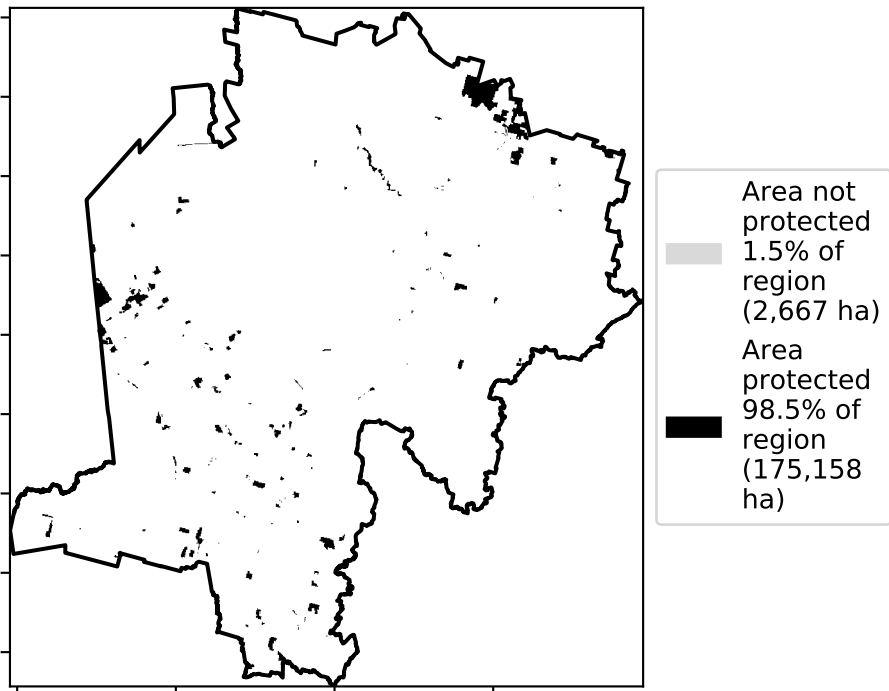 Area not
protected
1.5% of
region
(2,667 ha)
Area
protected
98.5% of
region
(175,158
ha)